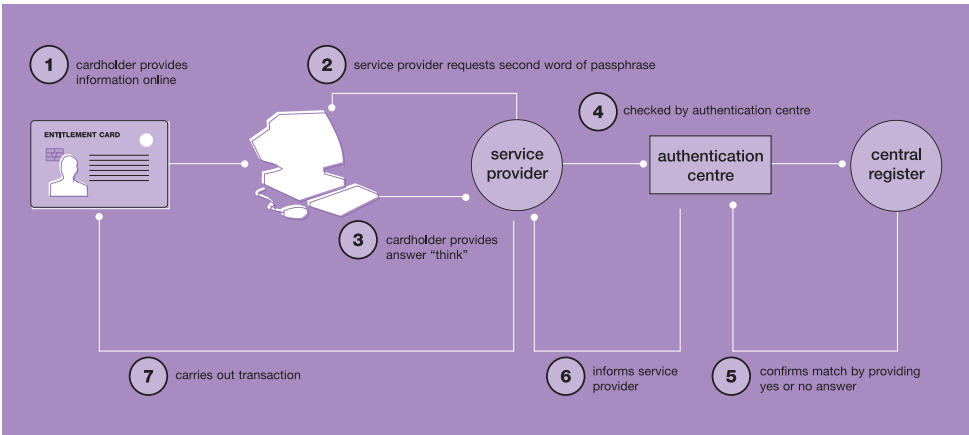 1
cardholder provides
information online
2
service provider requests second word of passphrase
4
checked by authentication centre
ENTITLEMENT CARD
service
provider
authentication
centre
central
register
3
cardholder provides
answer “think”
7
carries out transaction
6
informs service
provider
5
confirms match by providing
yes or no answer